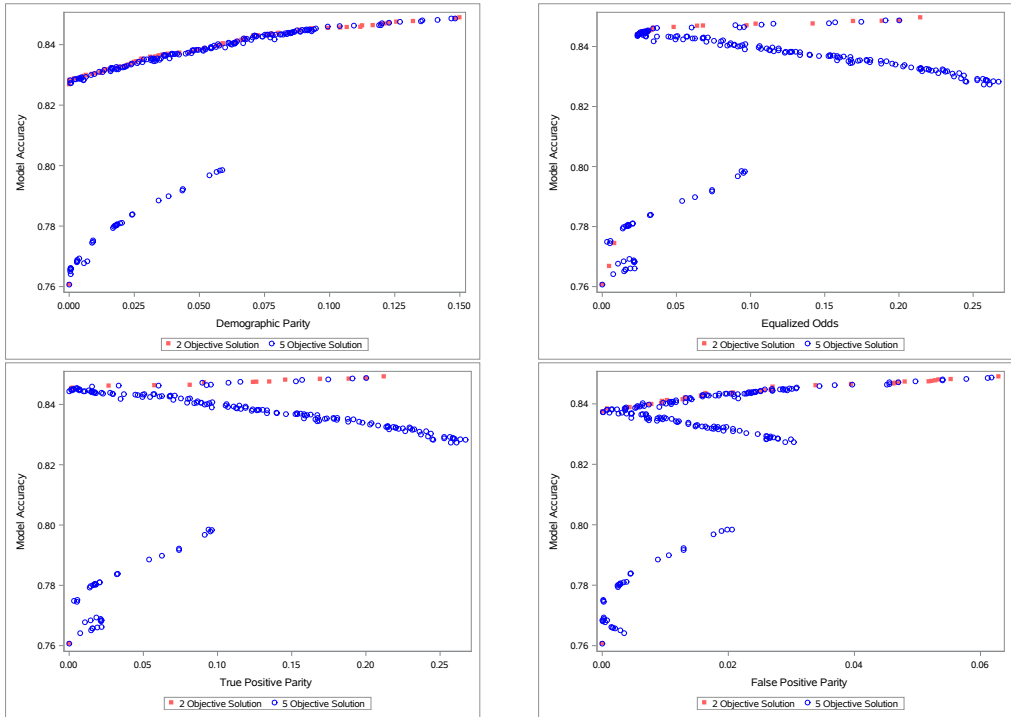 Model Accuracy
0.84
0.82
0.80
0.78
0.76
0.000 0.025 0.050 0.075 0.100 0.125 0.150
Demographic Parity
2 Objective Solution 5 Objective Solution
Model Accuracy
0.84
0.82
0.80
0.78
0.76
0.00 0.05 0.10 0.15 0.20 0.25
Equalized Odds
2 Objective Solution 5 Objective Solution
Model Accuracy
0.84
0.82
0.80
0.78
0.76
0.00 0.05 0.10 0.15 0.20 0.25
True Positive Parity
2 Objective Solution 5 Objective Solution
Model Accuracy
0.84
0.82
0.80
0.78
0.76
0.00 0.02 0.04 0.06
False Positive Parity
2 Objective Solution 5 Objective Solution